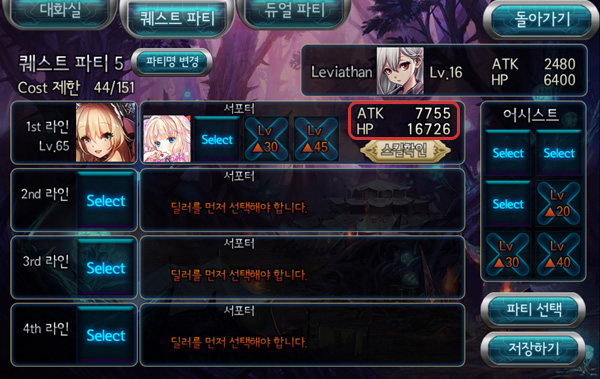 대화실
퀘스트 파티
듀얼 파티
돌아가기
퀘스트 파티 5
파티명 변경
Cost 제한 44/151
Leviathan
Lv.16
ATK 2480
HP 6400
1st 라인
Lv.65
서포터
Select
Lv
▲30
Lv
▲45
ATK 7755
HP 16726
스킬확인
어시스트
Select
Select
Select
Lv
▲20
Lv
▲30
Lv
▲40
2nd 라인
Select
서포터
딜러를 먼저 선택해야 합니다.
3rd 라인
Select
서포터
딜러를 먼저 선택해야 합니다.
4th 라인
Select
서포터
딜러를 먼저 선택해야 합니다.
파티 선택
저장하기